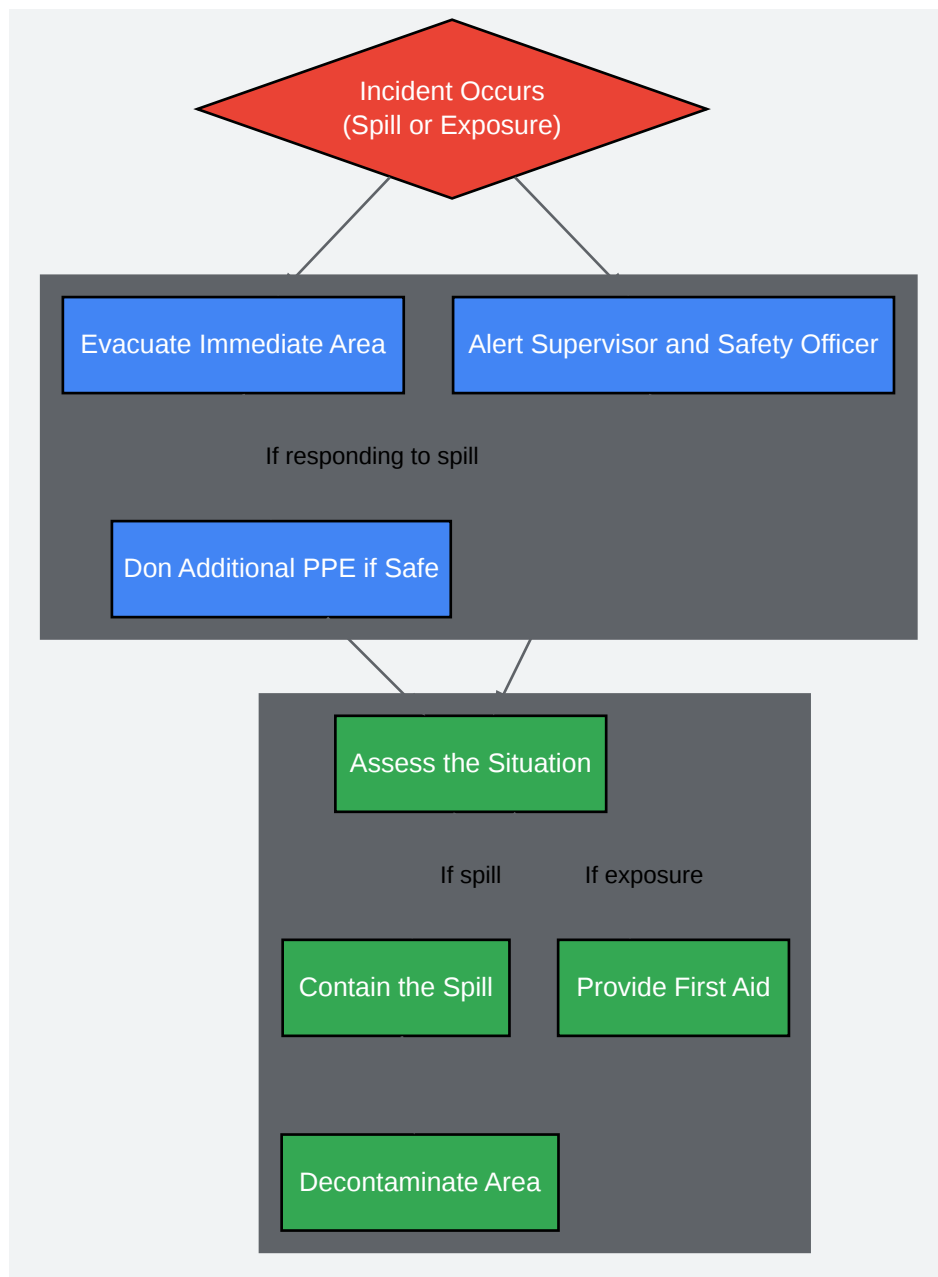 Incident Occurs
(Spill or Exposure)
Evacuate Immediate Area
Alert Supervisor and Safety Officer
If responding to spill
Don Additional PPE if Safe
Assess the Situation
If spill
If exposure
Contain the Spill
Provide First Aid
Decontaminate Area